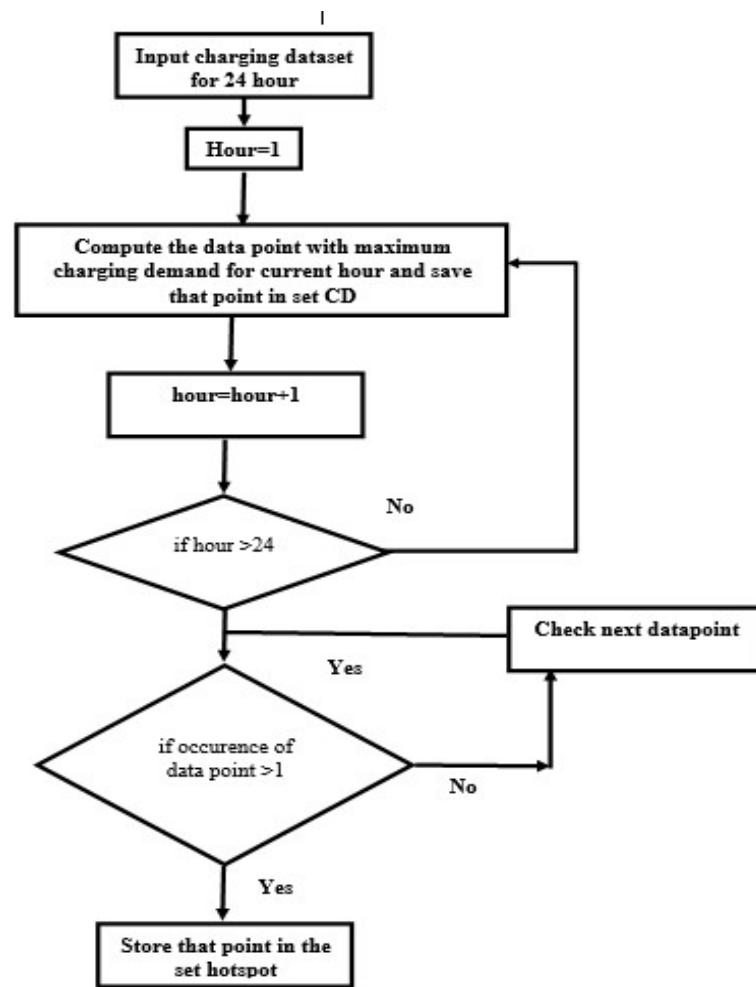 Input charging dataset
for 24 hour
Hour=1
Compute the data point with maximum
charging demand for current hour and save
that point in set CD
hour=hour+1
No
if hour >24
Check next datapoint
Yes
if occurence of
data point >1
No
Yes
Store that point in the
set hotspot